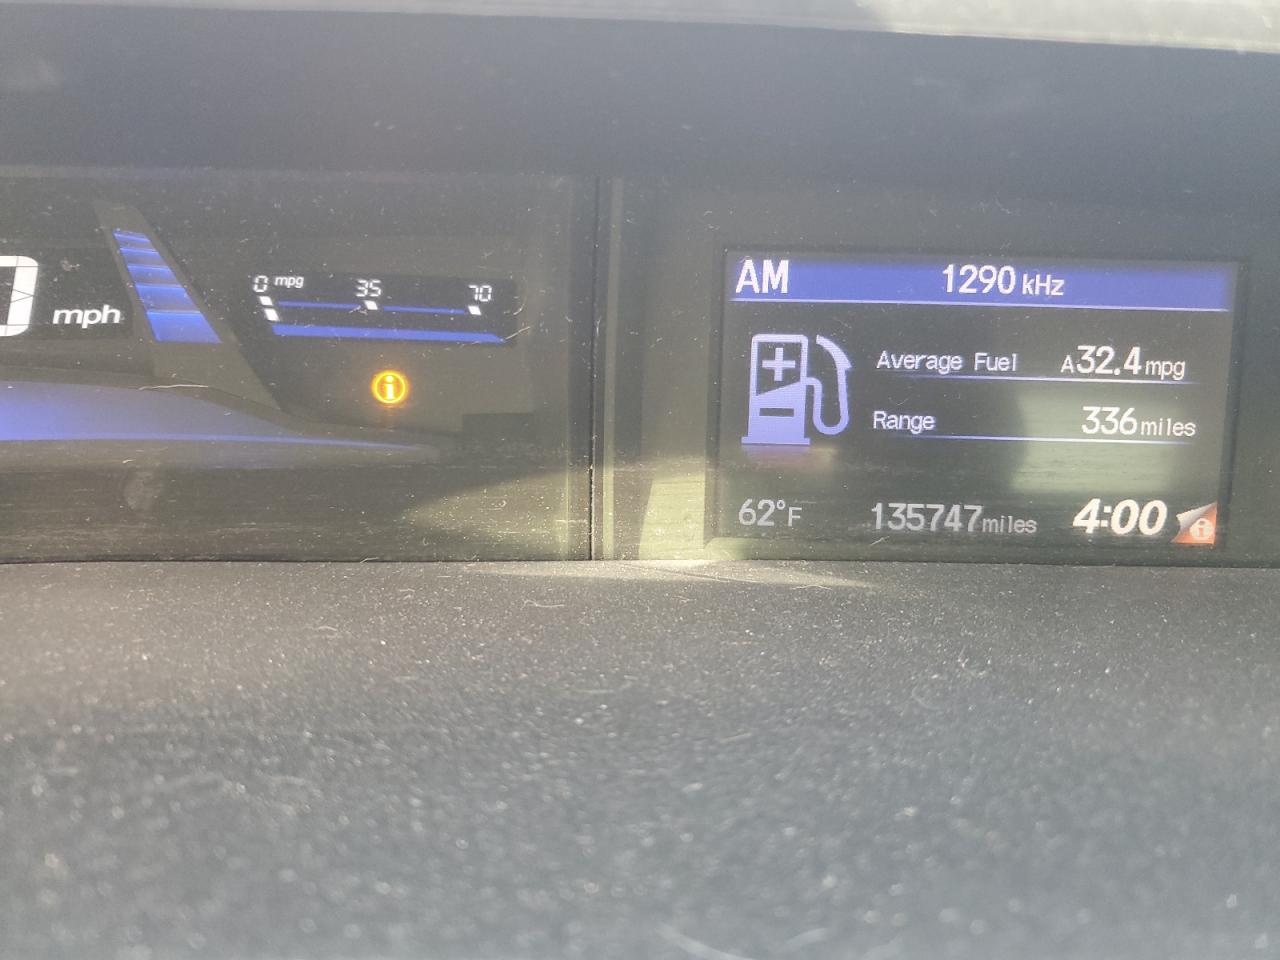 mph
0 mpg 35 70
AM 1290 kHz
Average Fuel A32.4 mpg
Range 336 miles
62°F 135747 miles 4:00